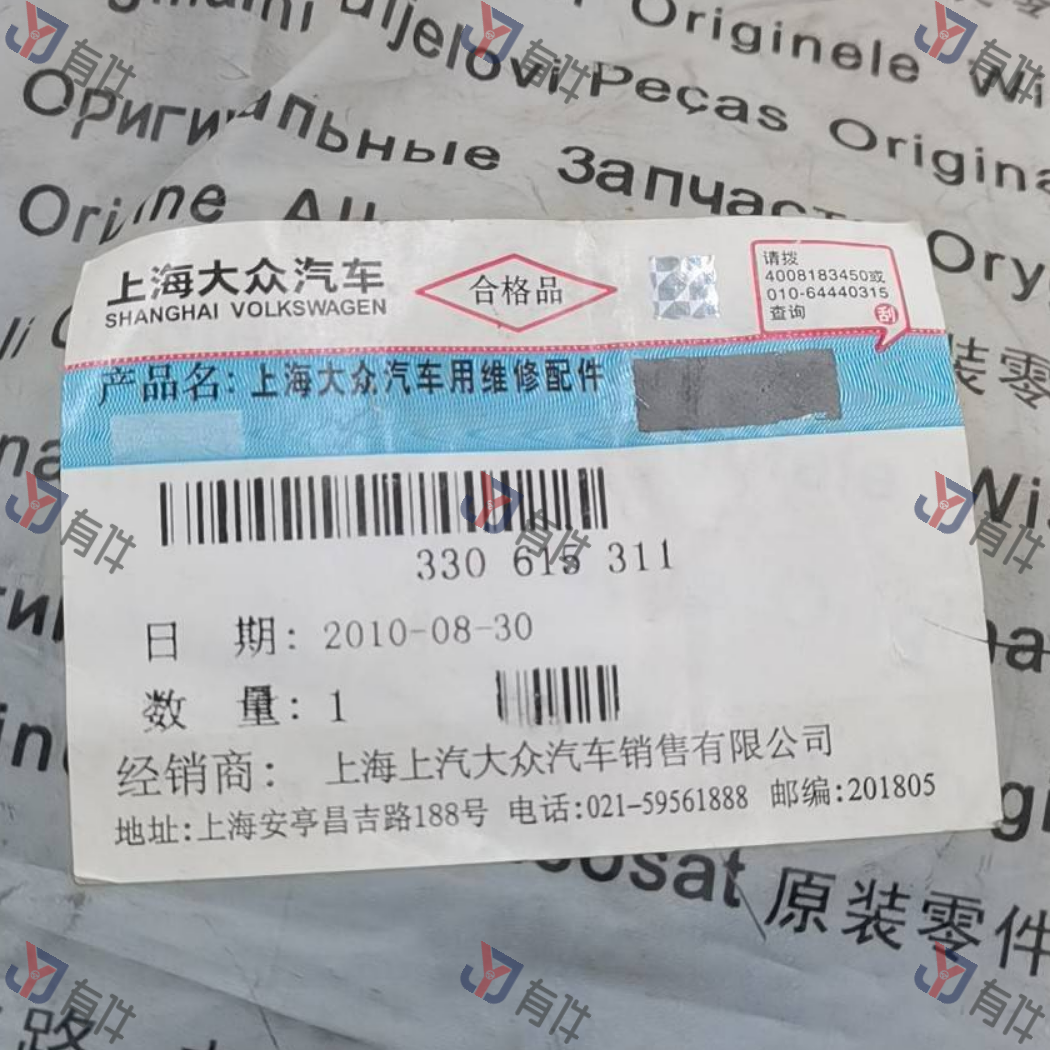 Originele
Peças Origina
Оригинальные Запчасти
上海大众汽车
SHANGHAI VOLKSWAGEN
合格品
请拨
4008183450或
010-64440315
查询
刮
产品名: 上海大众汽车用维修配件
330 615 311
日 期: 2010-08-30
数 量: 1
经销商: 上海上汽大众汽车销售有限公司
地址:上海安亭昌吉路188号 电话:021-59561888 邮编:201805
原装零件
有件